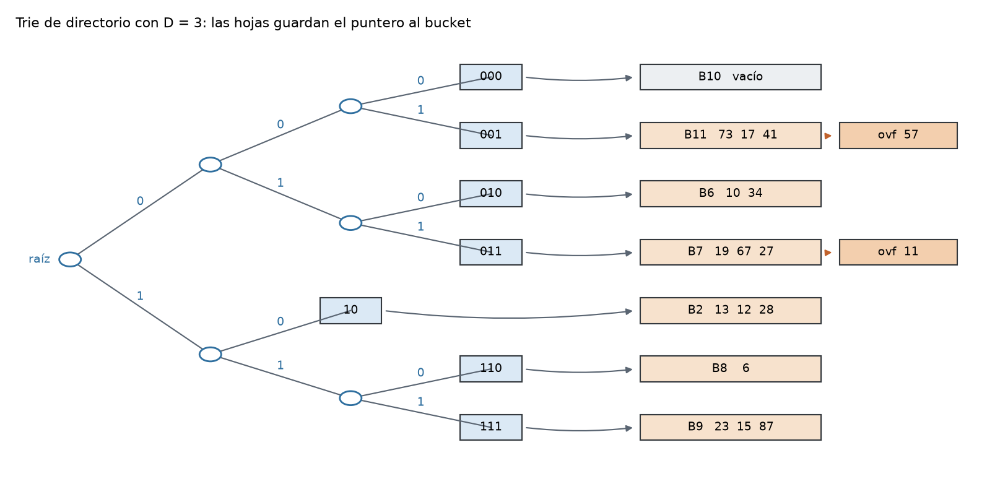 Trie de directorio con D = 3: las hojas guardan el puntero al bucket
0 000 B10 vacío
0 1 001 B11 73 17 41 ovf 57
1 0 010 B6 10 34
0 1 011 B7 19 67 27 ovf 11
raíz
1 0 10 B2 13 12 28
1 0 110 B8 6
1 111 B9 23 15 87